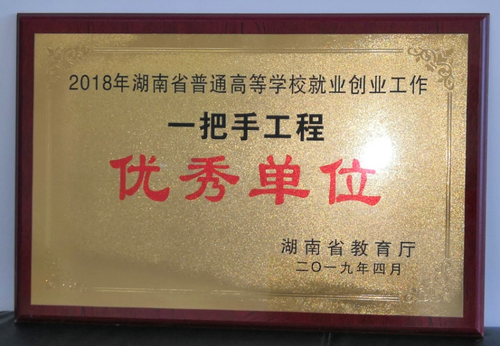 2018年湖南省普通高等学校就业创业工作
一把手工程
优秀单位
湖南省教育厅
二〇一九年四月